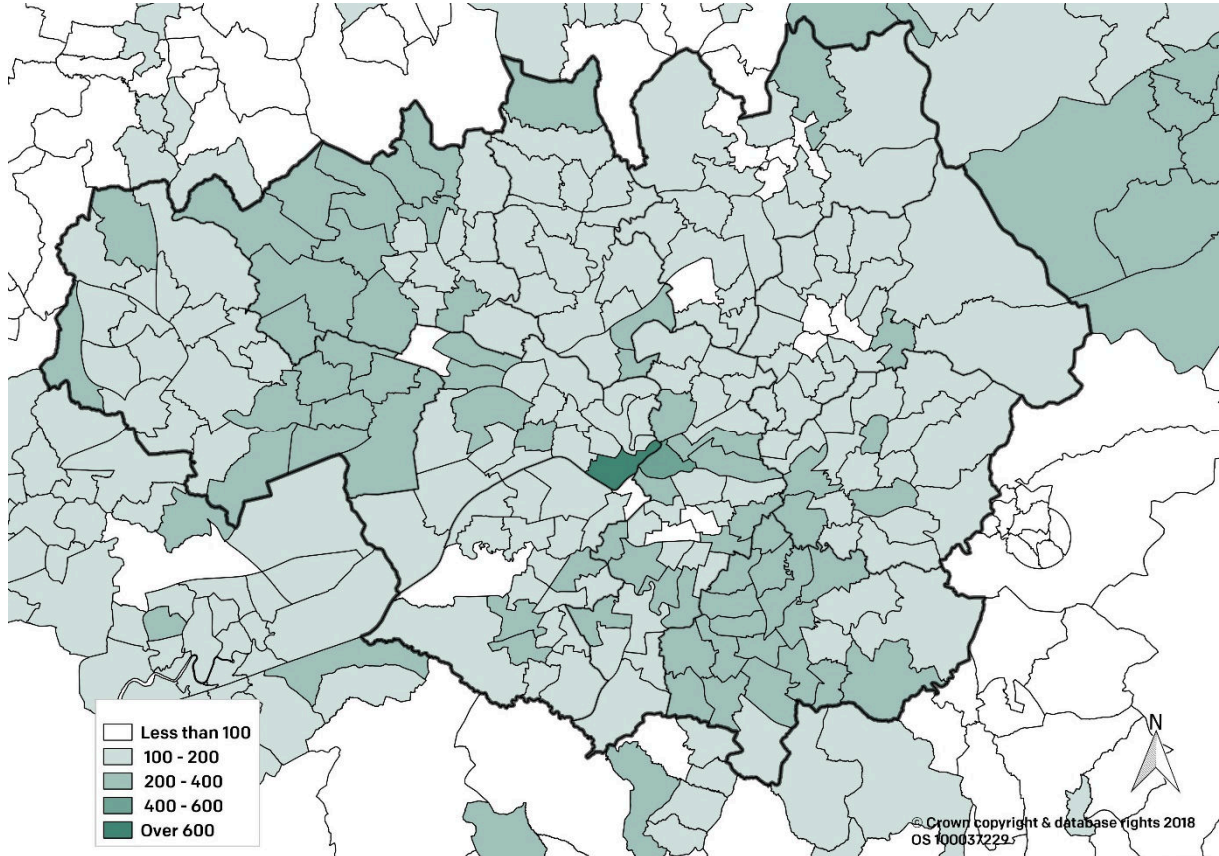 Less than 100
100 - 200
200 - 400
400 - 600
Over 600
N
© Crown copyright & database rights 2018
OS 100037229